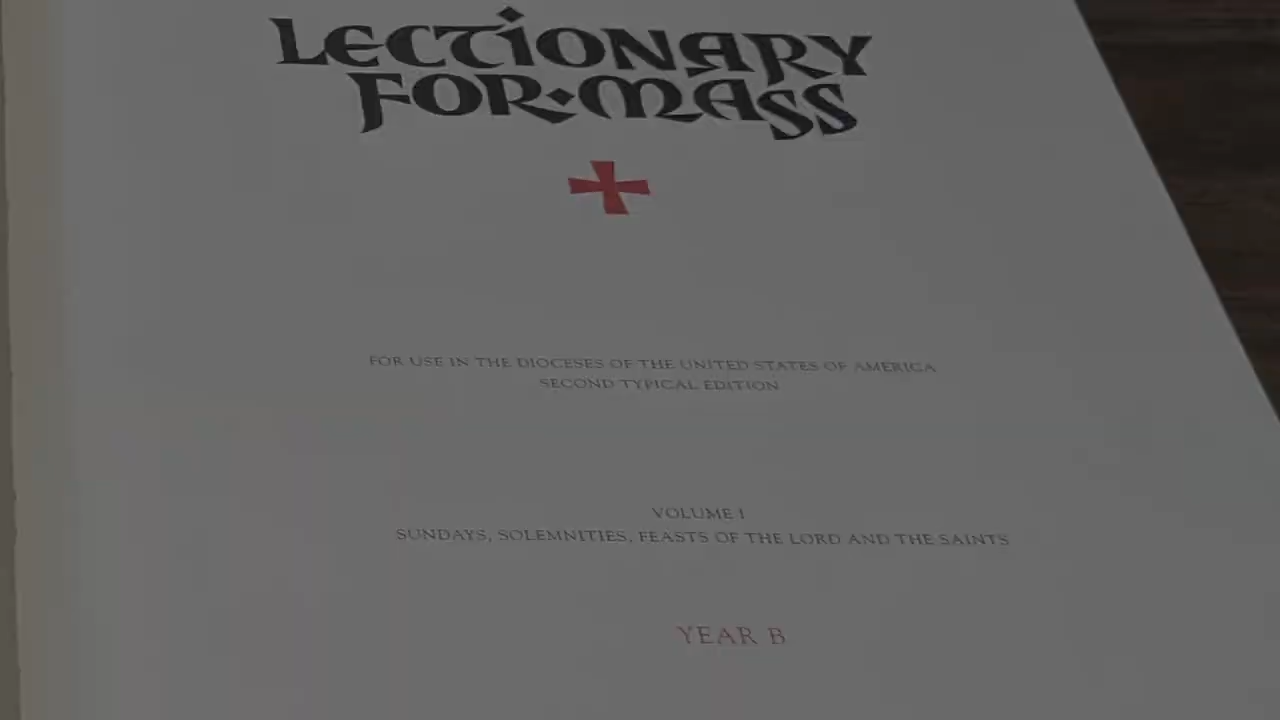 LECTIONARY
FOR·MASS
FOR USE IN THE DIOCESES OF THE UNITED STATES OF AMERICA
SECOND TYPICAL EDITION
VOLUME I
SUNDAYS, SOLEMNITIES, FEASTS OF THE LORD AND THE SAINTS
YEAR B